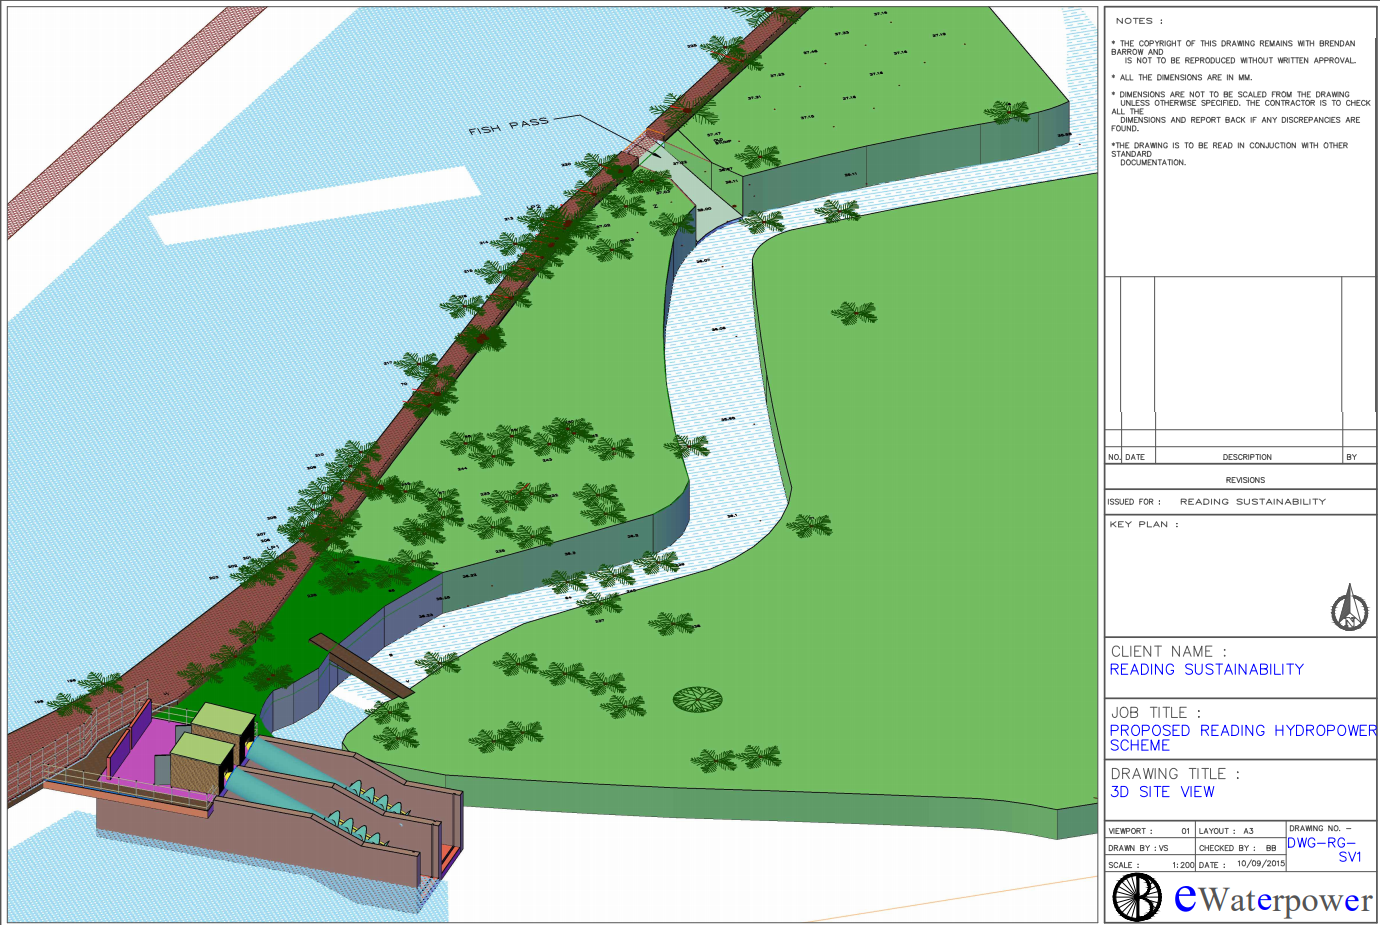 FISH PASS
NOTES :
* THE COPYRIGHT OF THIS DRAWING REMAINS WITH BRENDAN
BARROW AND
IS NOT TO BE REPRODUCED WITHOUT WRITTEN APPROVAL.
* ALL THE DIMENSIONS ARE IN MM.
* DIMENSIONS ARE NOT TO BE SCALED FROM THE DRAWING
UNLESS OTHERWISE SPECIFIED. THE CONTRACTOR IS TO CHECK
ALL THE
DIMENSIONS AND REPORT BACK IF ANY DISCREPANCIES ARE
FOUND.
*THE DRAWING IS TO BE READ IN CONJUCTION WITH OTHER
STANDARD
DOCUMENTATION.
NO. DATE DESCRIPTION BY
REVISIONS
ISSUED FOR : READING SUSTAINABILITY
KEY PLAN :
N
CLIENT NAME :
READING SUSTAINABILITY
JOB TITLE :
PROPOSED READING HYDROPOWER
SCHEME
DRAWING TITLE :
3D SITE VIEW
VIEWPORT : 01 LAYOUT : A3
DRAWN BY : VS CHECKED BY : BB
SCALE : 1:200 DATE : 10/09/2015
DRAWING NO. -
DWG-RG-
SV1
eWaterpower